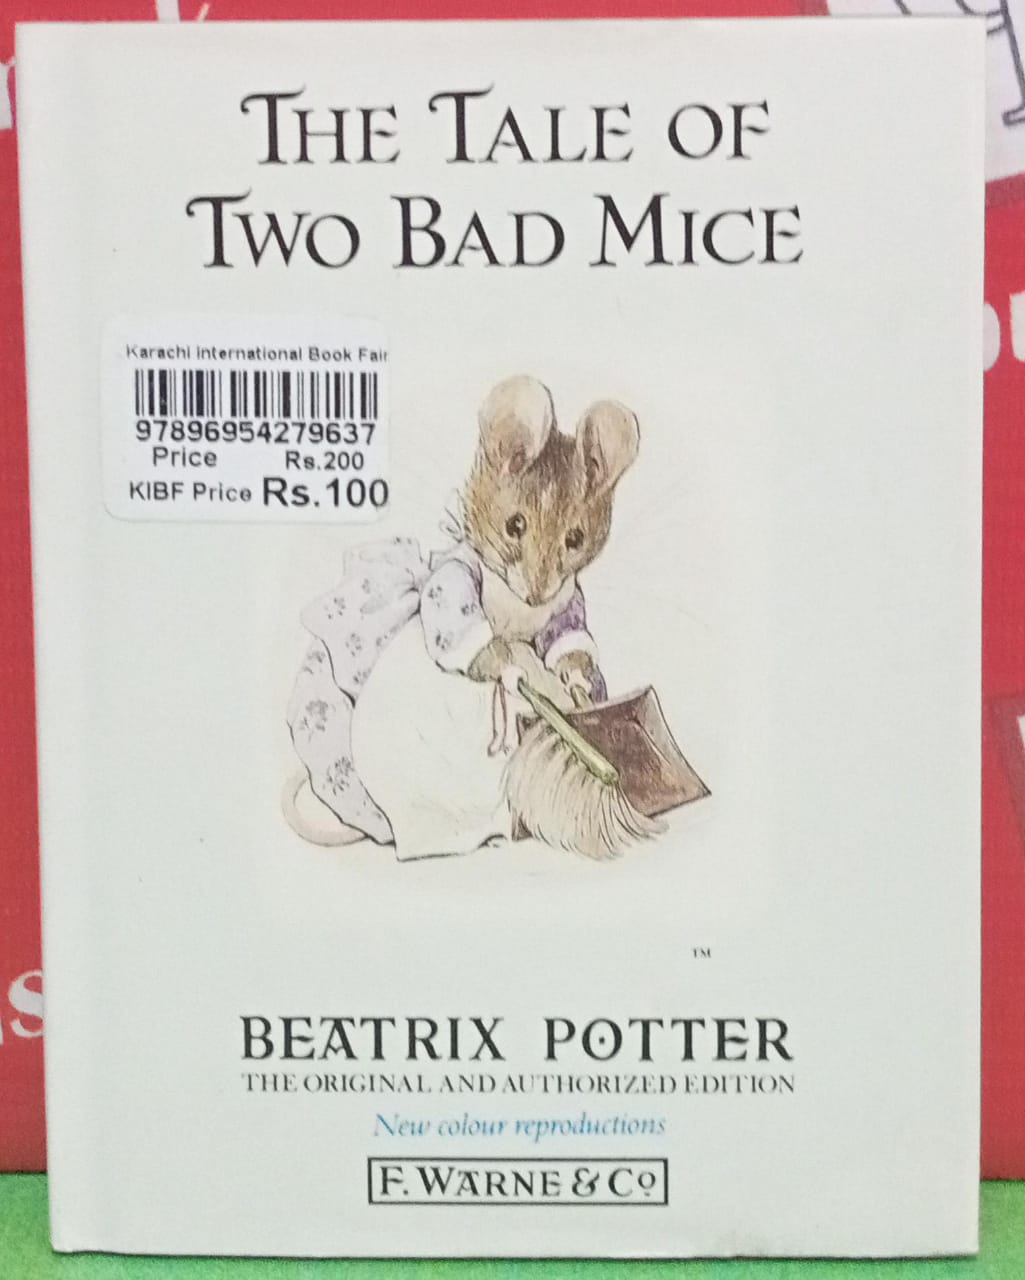 THE TALE OF
TWO BAD MICE
Karachi International Book Fair
97896954279637
Price Rs.200
KIBF Price Rs.100
TM
BEATRIX POTTER
THE ORIGINAL AND AUTHORIZED EDITION
New colour reproductions
F. WARNE & Co